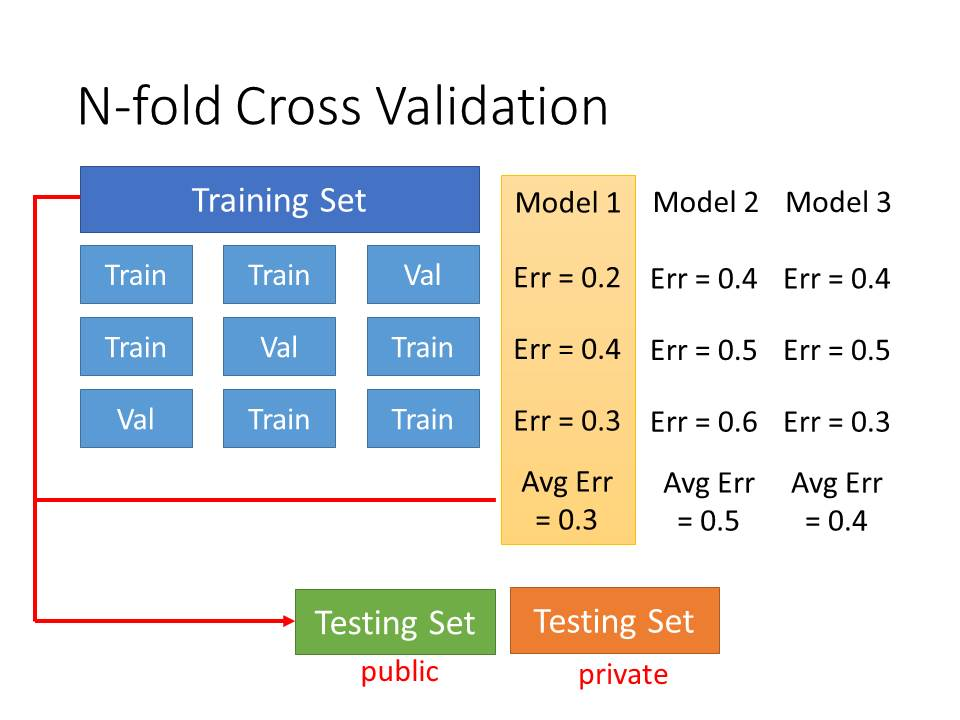 N-fold Cross Validation
Training Set
Model 1 Model 2 Model 3
Train Train Val Err = 0.2 Err = 0.4 Err = 0.4
Train Val Train Err = 0.4 Err = 0.5 Err = 0.5
Val Train Train Err = 0.3 Err = 0.6 Err = 0.3
Avg Err Avg Err Avg Err
= 0.3 = 0.5 = 0.4
Testing Set Testing Set
public private